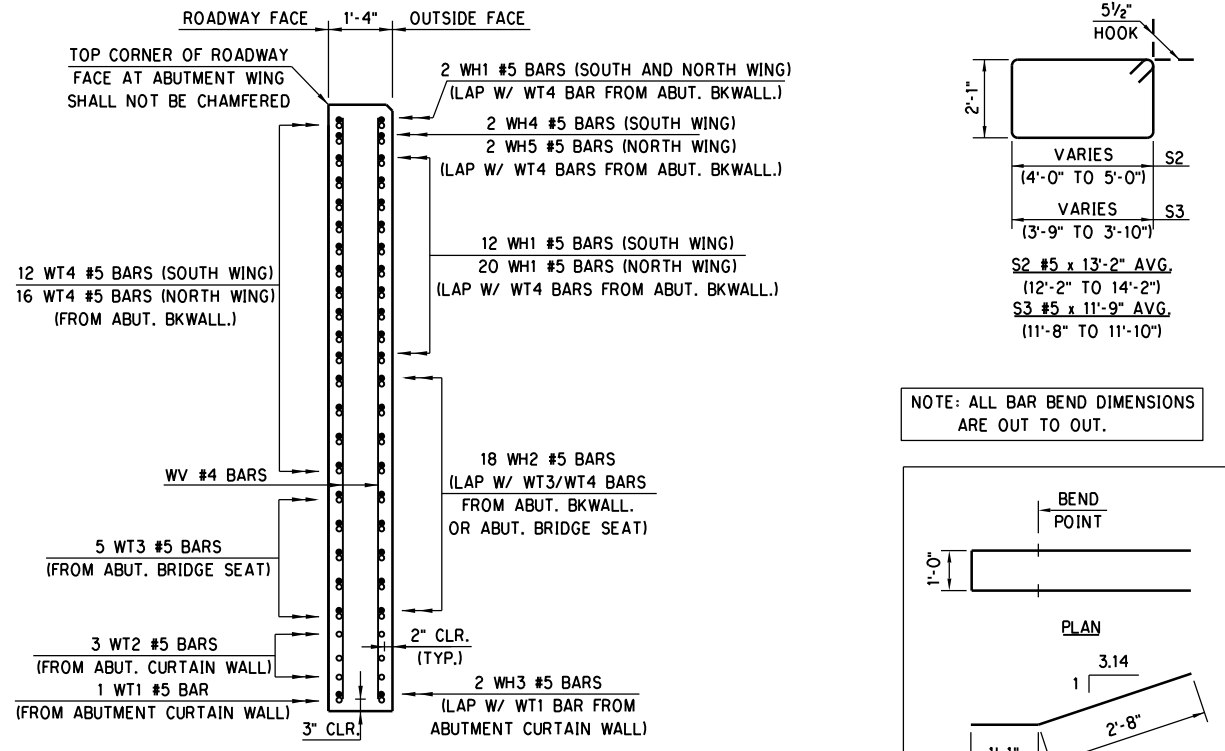 ROADWAY FACE 1'-4" OUTSIDE FACE
TOP CORNER OF ROADWAY
FACE AT ABUTMENT WING
SHALL NOT BE CHAMFERED
2 WH1 #5 BARS (SOUTH AND NORTH WING)
(LAP W/ WT4 BAR FROM ABUT. BKWALL.)
2 WH4 #5 BARS (SOUTH WING)
2 WH5 #5 BARS (NORTH WING)
(LAP W/ WT4 BARS FROM ABUT. BKWALL.)
12 WH1 #5 BARS (SOUTH WING)
20 WH1 #5 BARS (NORTH WING)
(LAP W/ WT4 BARS FROM ABUT. BKWALL.)
12 WT4 #5 BARS (SOUTH WING)
16 WT4 #5 BARS (NORTH WING)
(FROM ABUT. BKWALL.)
WV #4 BARS
18 WH2 #5 BARS
(LAP W/ WT3/WT4 BARS
FROM ABUT. BKWALL.
OR ABUT. BRIDGE SEAT)
5 WT3 #5 BARS
(FROM ABUT. BRIDGE SEAT)
3 WT2 #5 BARS
(FROM ABUT. CURTAIN WALL)
1 WT1 #5 BAR
(FROM ABUTMENT CURTAIN WALL)
2" CLR.
(TYP.)
3" CLR.
2 WH3 #5 BARS
(LAP W/ WT1 BAR FROM
ABUTMENT CURTAIN WALL)
5½"
HOOK
2'-1"
VARIES S2
(4'-0" TO 5'-0")
VARIES S3
(3'-9" TO 3'-10")
S2 #5 x 13'-2" AVG.
(12'-2" TO 14'-2")
S3 #5 x 11'-9" AVG.
(11'-8" TO 11'-10")
NOTE: ALL BAR BEND DIMENSIONS
ARE OUT TO OUT.
BEND
POINT
1'-0"
PLAN
3.14
1
2'-8"